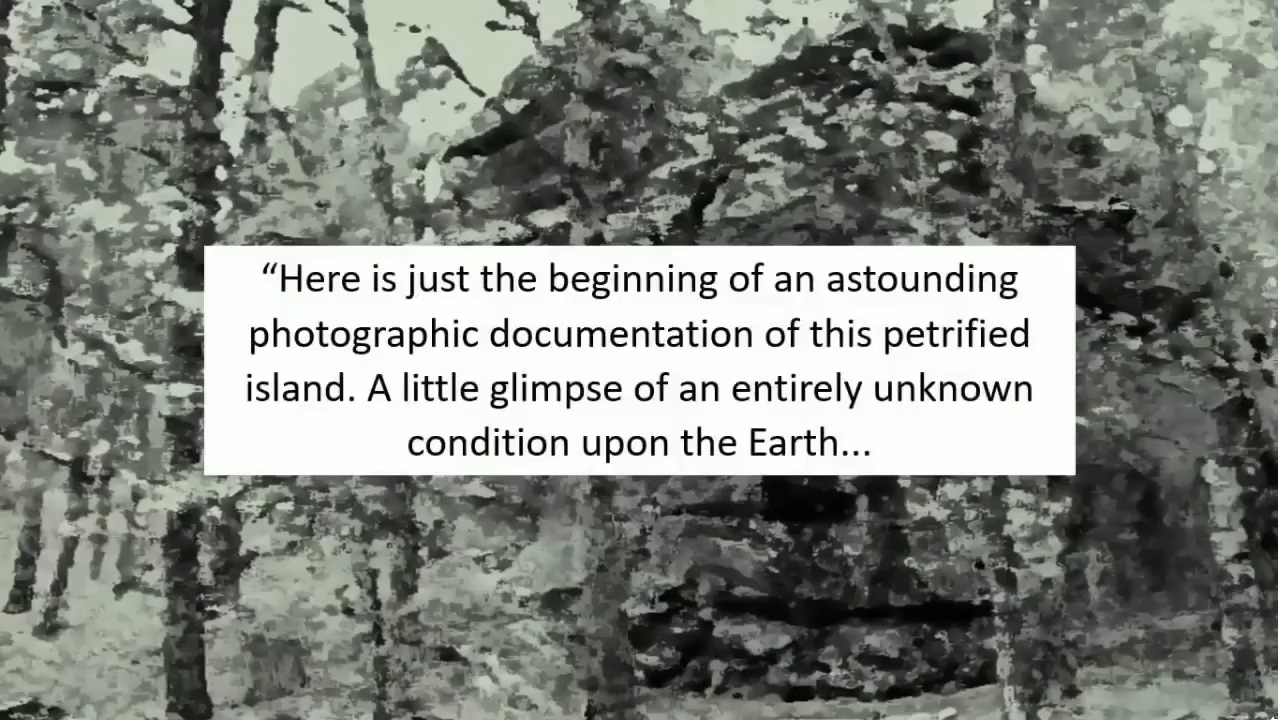 “Here is just the beginning of an astounding
photographic documentation of this petrified
island. A little glimpse of an entirely unknown
condition upon the Earth...